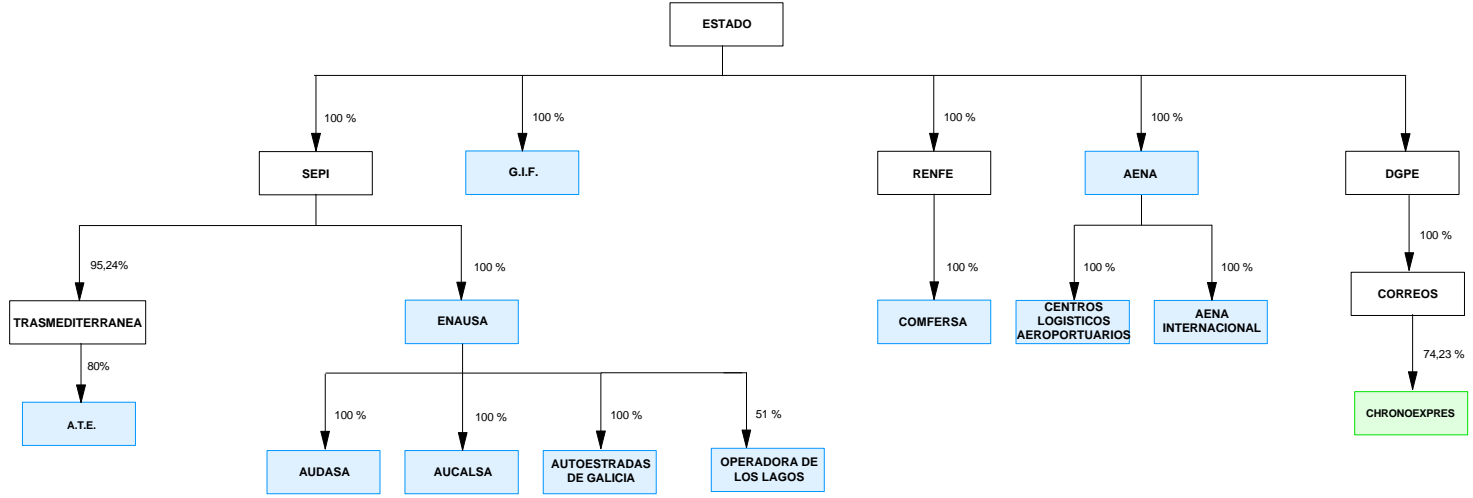 ESTADO
100 %
100 %
100 %
100 %
SEPI
G.I.F.
RENFE
AENA
DGPE
95,24%
100 %
100 %
100 %
100 %
100 %
TRASMEDITERRANEA
ENAUSA
COMFERSA
CENTROS
LOGISTICOS
AEROPORTUARIOS
AENA
INTERNACIONAL
CORREOS
80%
74,23 %
A.T.E.
100 %
100 %
100 %
51 %
CHRONOEXPRES
AUDASA
AUCALSA
AUTOESTRADAS
DE GALICIA
OPERADORA DE
LOS LAGOS